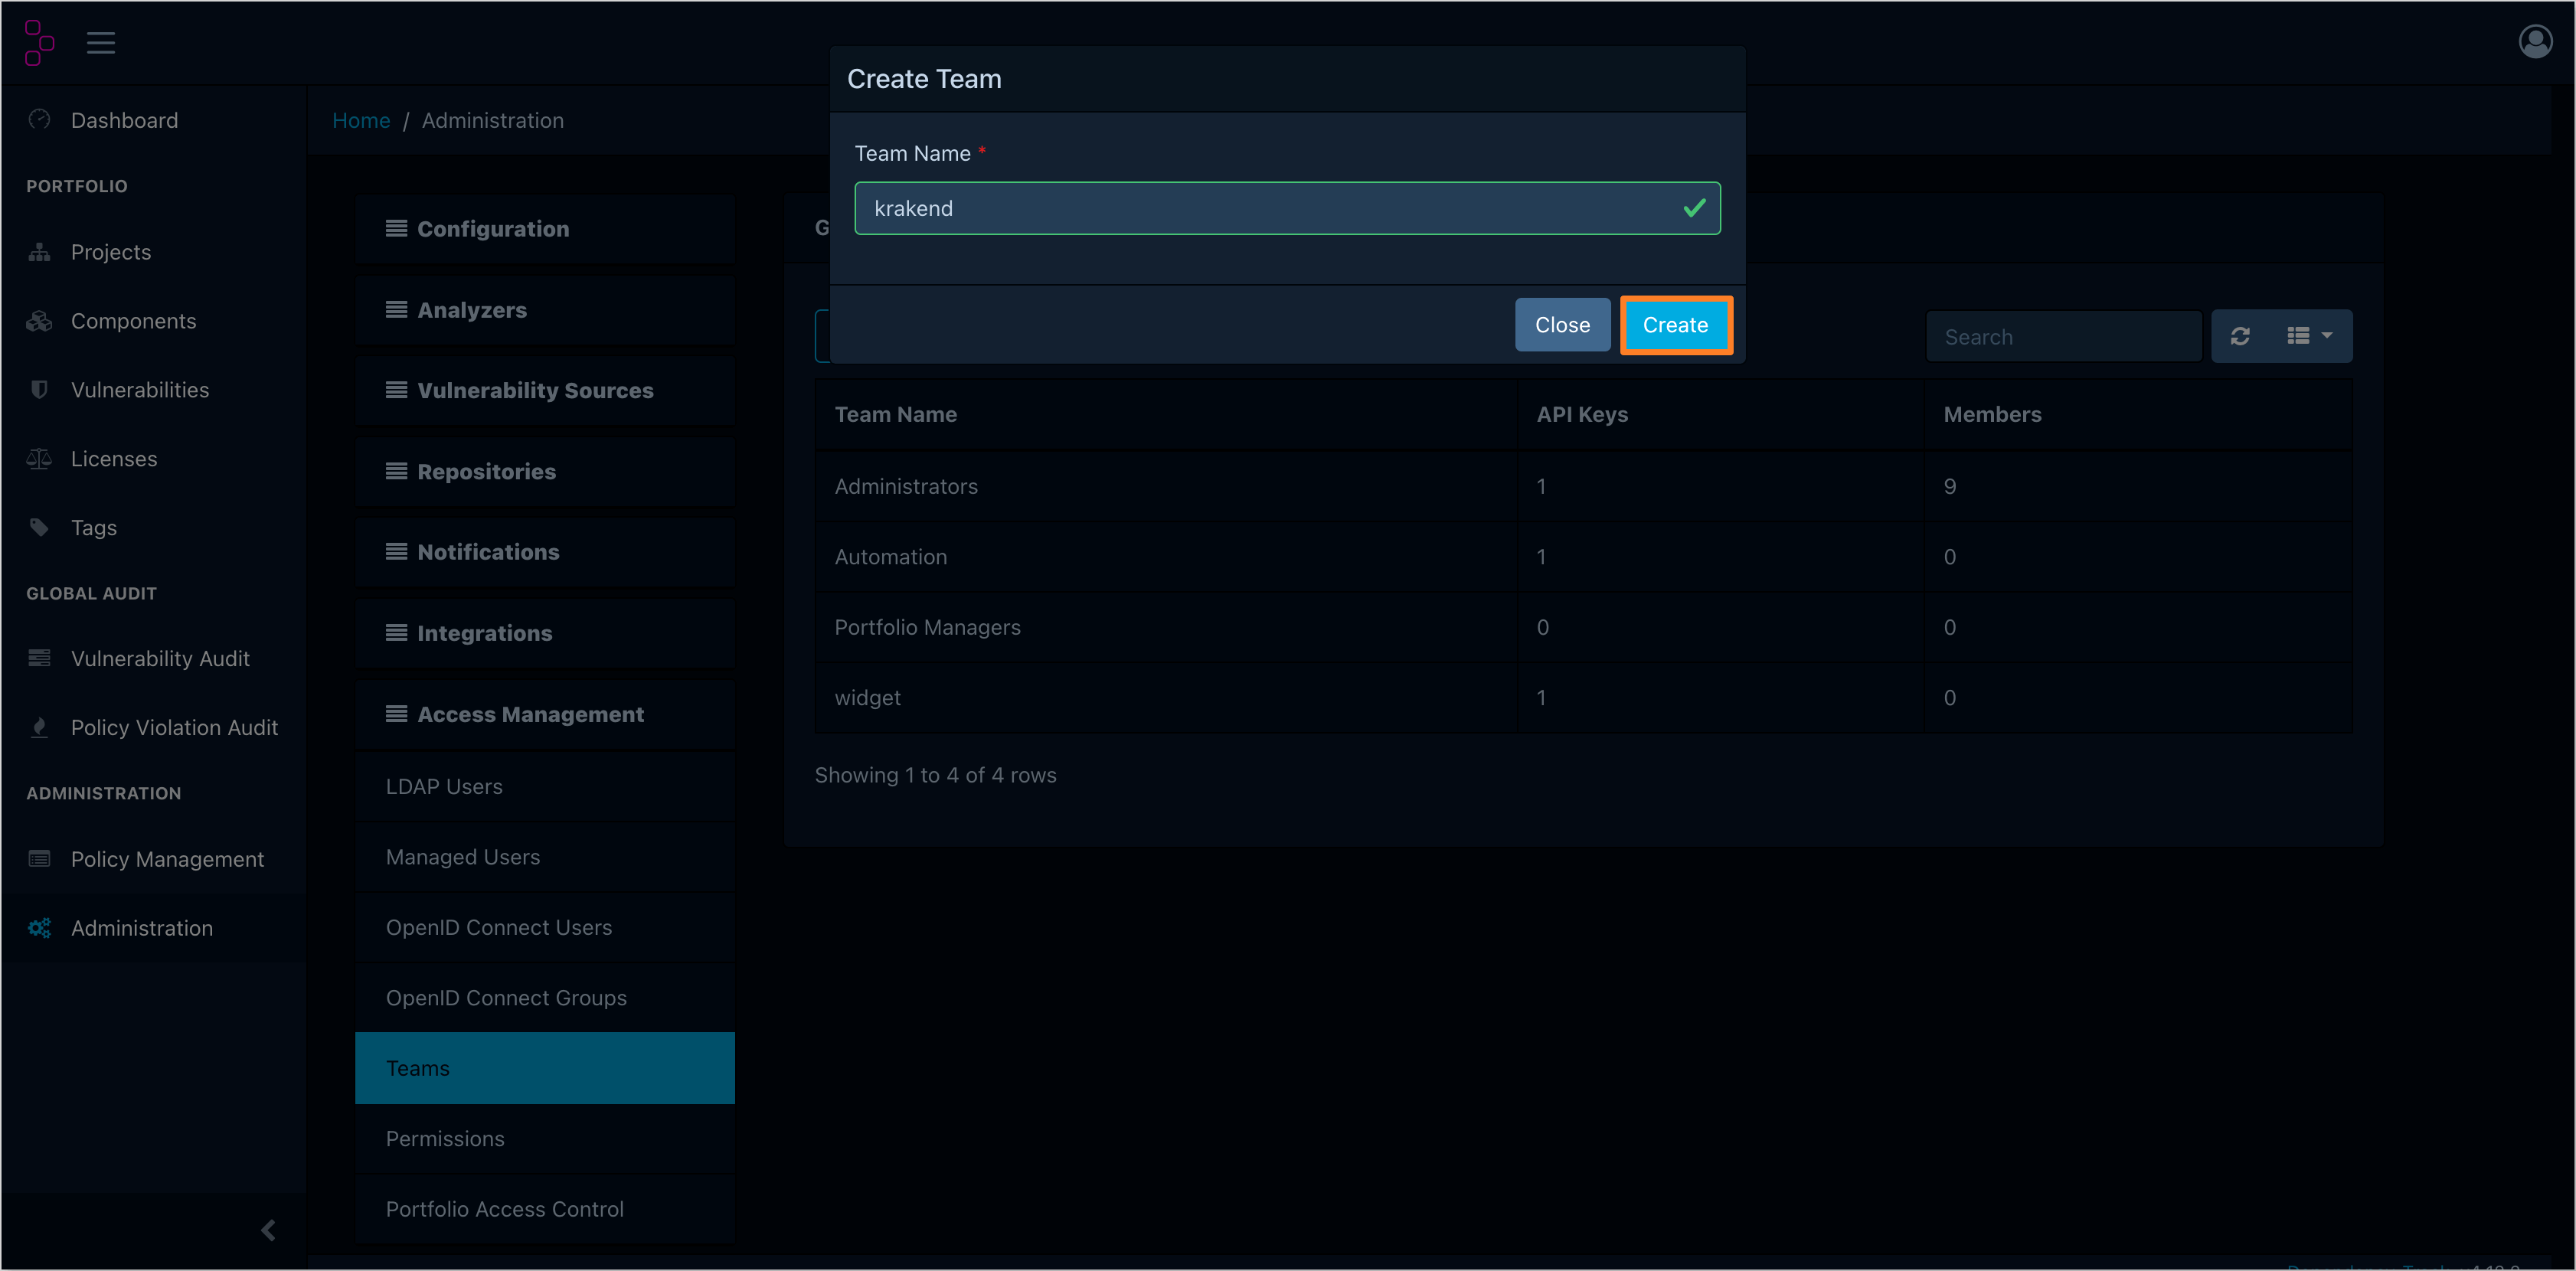 Create Team
Dashboard
Home / Administration
Team Name *
PORTFOLIO
krakend
Configuration
G
Projects
Analyzers
Close
Create
Components
Search
Vulnerabilities
Vulnerability Sources
Team Name
API Keys
Members
Licenses
Repositories
Administrators
1
9
Tags
Notifications
Automation
1
0
GLOBAL AUDIT
Integrations
Portfolio Managers
0
0
Vulnerability Audit
Access Management
widget
1
0
Policy Violation Audit
Showing 1 to 4 of 4 rows
ADMINISTRATION
LDAP Users
Policy Management
Managed Users
Administration
OpenID Connect Users
OpenID Connect Groups
Teams
Permissions
Portfolio Access Control